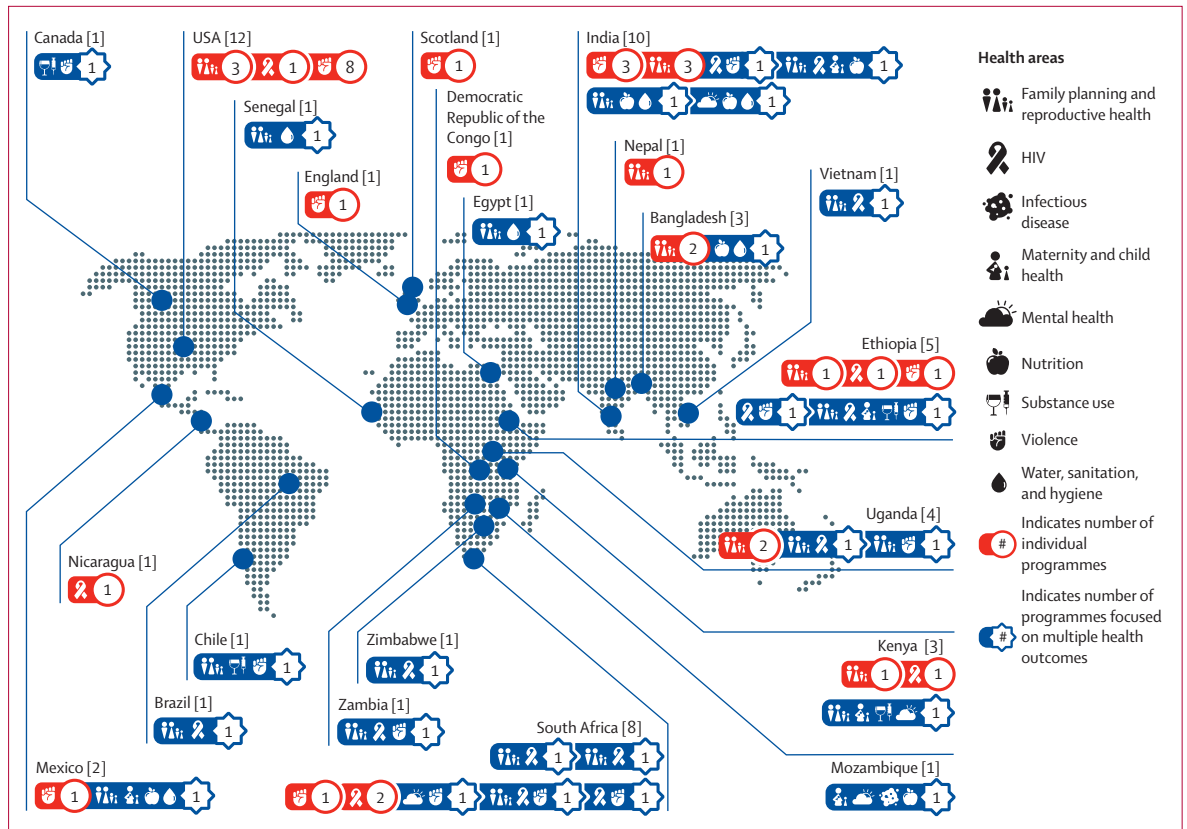 Canada [1]
1
USA [12]
3
1
8
Scotland [1]
1
India [10]
3
3
1
1
1
1
Senegal [1]
1
Democratic
Republic of the
Congo [1]
1
England [1]
1
Egypt [1]
1
Nepal [1]
1
Bangladesh [3]
2
1
Vietnam [1]
1
Ethiopia [5]
1
1
1
1
1
Uganda [4]
2
1
1
Nicaragua [1]
1
Chile [1]
1
Zimbabwe [1]
1
Kenya [3]
1
1
1
Brazil [1]
1
Zambia [1]
1
South Africa [8]
1
1
1
2
1
1
1
Mexico [2]
1
1
Mozambique [1]
1
Health areas
Family planning and
reproductive health
HIV
Infectious
disease
Maternity and child
health
Mental health
Nutrition
Substance use
Violence
Water, sanitation,
and hygiene
#
Indicates number of
individual
programmes
#
Indicates number of
programmes focused
on multiple health
outcomes